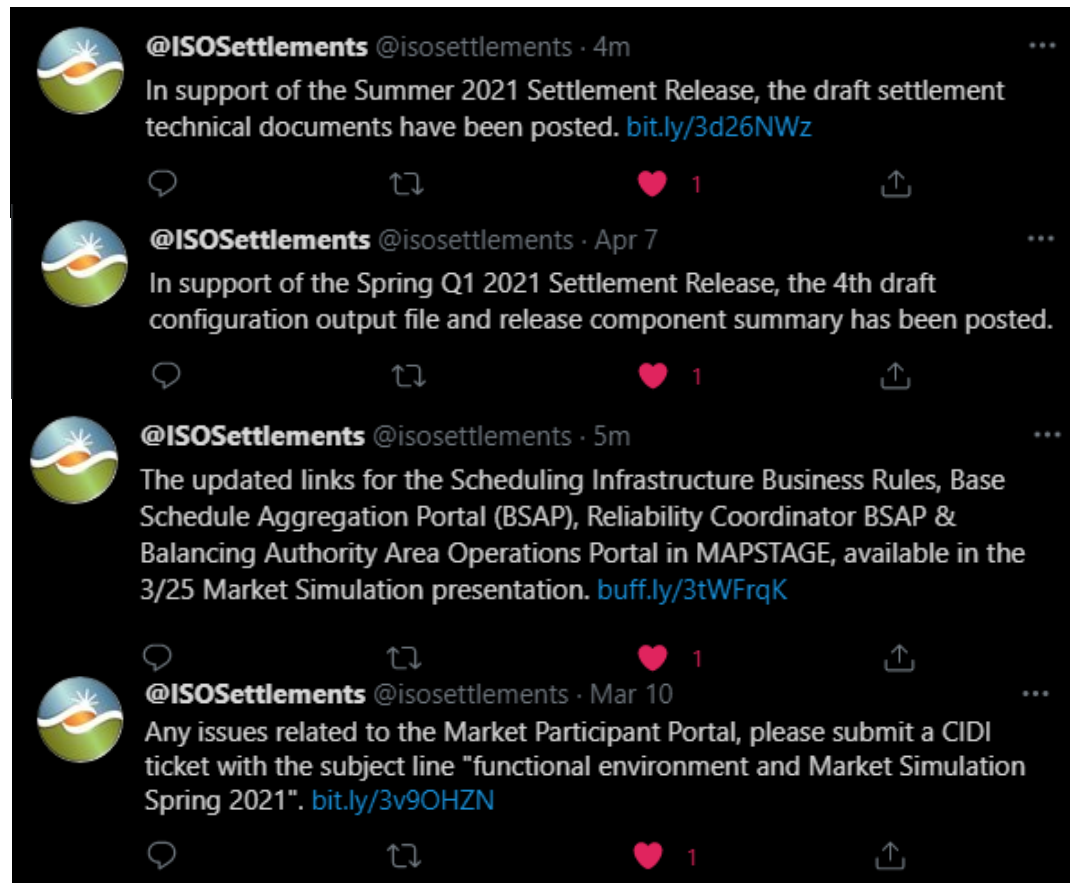 @ISOSettlements @isosettlements · 4m
In support of the Summer 2021 Settlement Release, the draft settlement
technical documents have been posted. bit.ly/3d26NWz
1
@ISOSettlements @isosettlements · Apr 7
In support of the Spring Q1 2021 Settlement Release, the 4th draft
configuration output file and release component summary has been posted.
1
@ISOSettlements @isosettlements · 5m
The updated links for the Scheduling Infrastructure Business Rules, Base
Schedule Aggregation Portal (BSAP), Reliability Coordinator BSAP &
Balancing Authority Area Operations Portal in MAPSTAGE, available in the
3/25 Market Simulation presentation. buff.ly/3tWFrqK
1
@ISOSettlements @isosettlements · Mar 10
Any issues related to the Market Participant Portal, please submit a CIDI
ticket with the subject line "functional environment and Market Simulation
Spring 2021". bit.ly/3v9OHZN
1